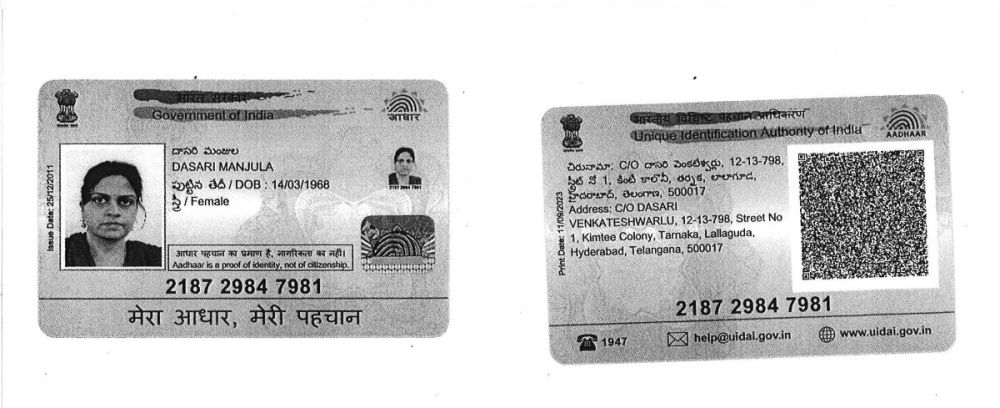 भारत सरकार
Government of India
आधार
Issue Date: 25/12/2011
దాసరి మంజుల
DASARI MANJULA
పుట్టిన తేదీ / DOB : 14/03/1968
స్త్రీ / Female
2187 2984 7981
आधार पहचान का प्रमाण है, नागरिकता का नहीं।
Aadhaar is a proof of identity, not of citizenship.
2187 2984 7981
मेरा आधार, मेरी पहचान
भारतीय विशिष्ट पहचान प्राधिकरण
Unique Identification Authority of India
AADHAAR
Print Date: 11/09/2023
చిరునామా: C/O దాసరి వెంకటేశ్వర్లు, 12-13-798,
స్ట్రీట్ నో 1, కింటీ కాలోనీ, తర్నక, లాలాగూడ,
హైదరాబాద్, తెలంగాణ, 500017
Address: C/O DASARI
VENKATESHWARLU, 12-13-798, Street No
1, Kimtee Colony, Tarnaka, Lallaguda,
Hyderabad, Telangana, 500017
2187 2984 7981
1947
help@uidai.gov.in
www.uidai.gov.in